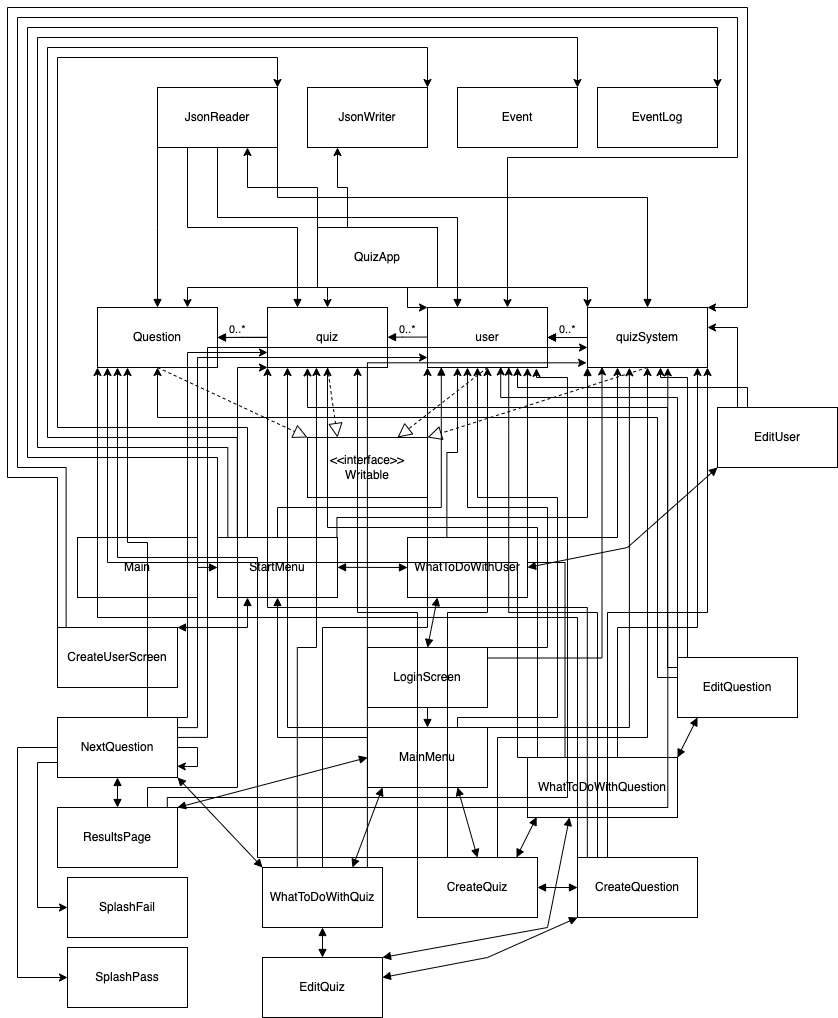 JsonReader
JsonWriter
Event
EventLog
QuizApp
Question
0..*
quiz
0..*
user
0..*
quizSystem
EditUser
<<interface>>
Writable
Main
StartMenu
WhatToDoWithUser
CreateUserScreen
LoginScreen
EditQuestion
NextQuestion
MainMenu
WhatToDoWithQuestion
ResultsPage
SplashFail
WhatToDoWithQuiz
CreateQuiz
CreateQuestion
SplashPass
EditQuiz